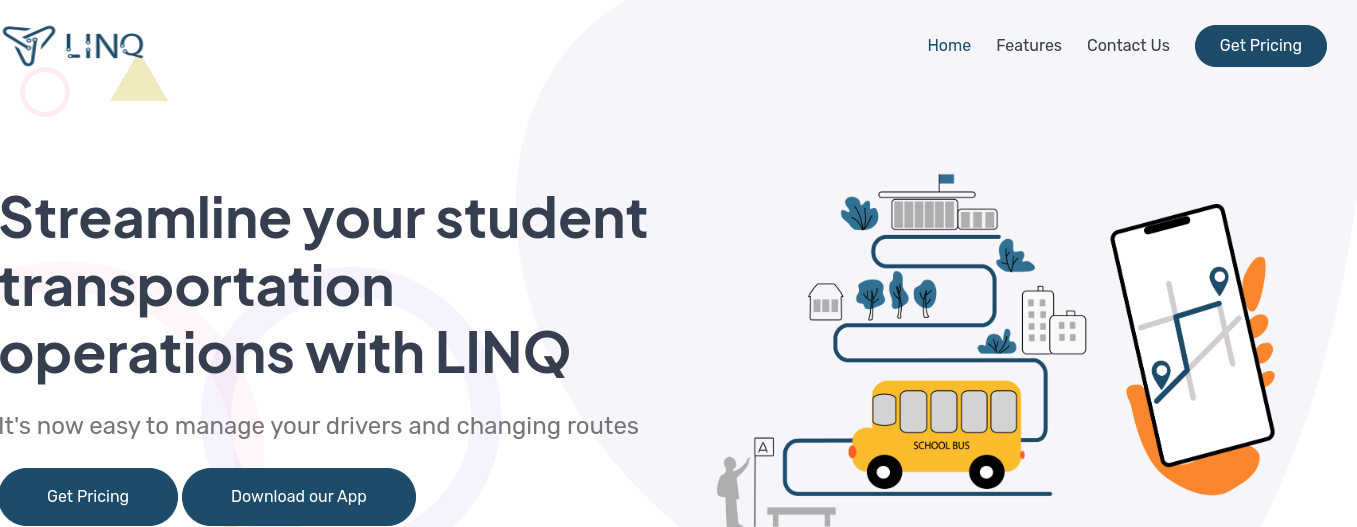 LINQ
Home Features Contact Us Get Pricing
Streamline your student
transportation
operations with LINQ
It's now easy to manage your drivers and changing routes
Get Pricing Download our App
SCHOOL BUS
A